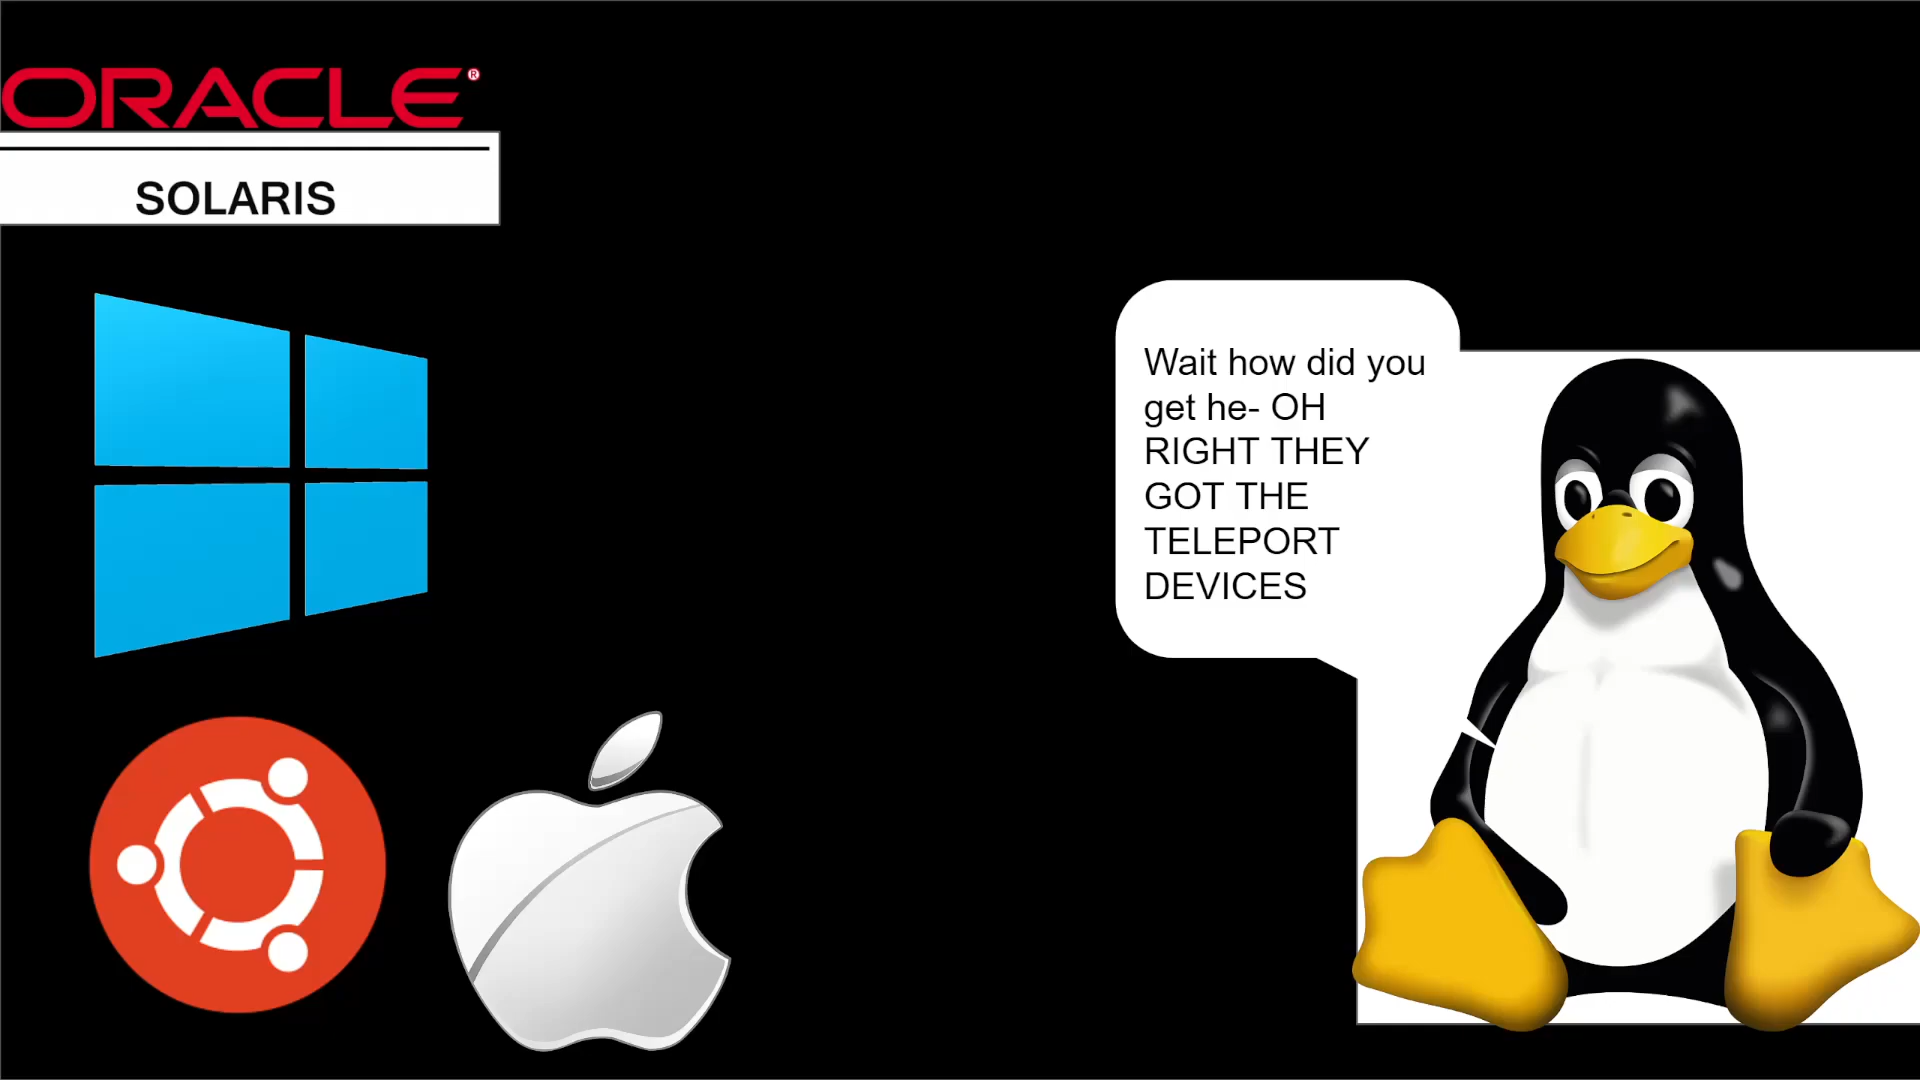 ORACLE®
SOLARIS
Wait how did you
get he- OH
RIGHT THEY
GOT THE
TELEPORT
DEVICES